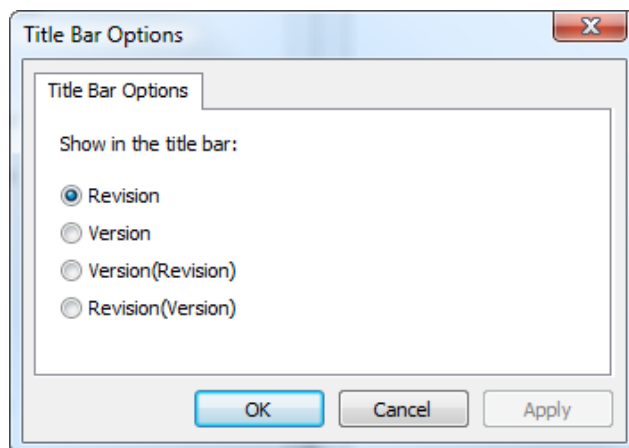 Title Bar Options
Title Bar Options
Show in the title bar:
Revision
Version
Version(Revision)
Revision(Version)
OK Cancel Apply